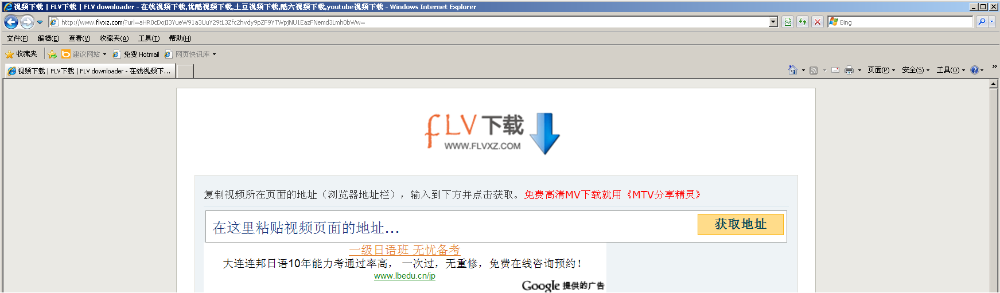 视频下载 | FLV下载 | FLV downloader - 在线视频下载,优酷视频下载,土豆视频下载,酷六视频下载,youtube视频下载 - Windows Internet Explorer
http://www.flvxz.com/?url=aHR0cDojI3YueW91a3UuY29tL3Zfc2hvdy9pZF9YTWpjNU1EazFNemd3Lmh0bWw=
Bing
文件(F) 编辑(E) 查看(V) 收藏夹(A) 工具(T) 帮助(H)
收藏夹 建议网站 免费 Hotmail 网页快讯库
视频下载 | FLV下载 | FLV downloader - 在线视频下... 页面(P) 安全(S) 工具(O) »
FLV 下载
WWW.FLVXZ.COM
复制视频所在页面的地址（浏览器地址栏），输入到下方并点击获取。免费高清MV下载就用《MTV分享精灵》
在这里粘贴视频页面的地址... 获取地址
一级日语班 无忧备考
大连连邦日语10年能力考通过率高， 一次过，无重修，免费在线咨询预约！
www.lbedu.cn/jp
Google 提供的广告